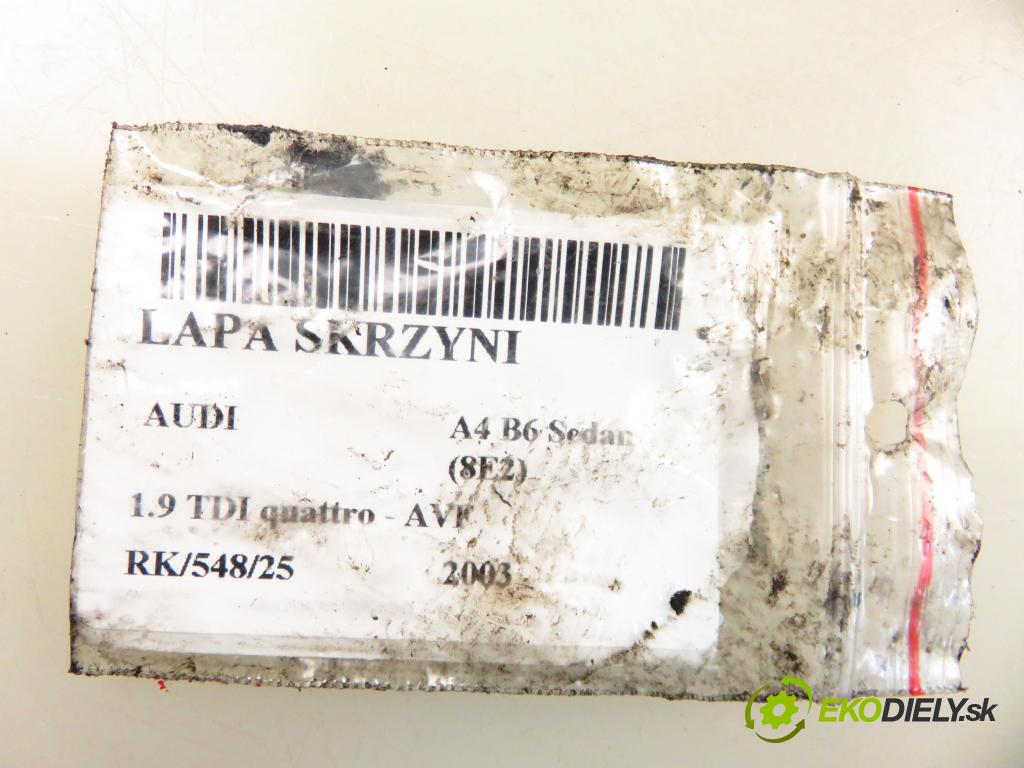 LAPA SKRZYNI
AUDI A4 B6 Sedan
(8E2)
1.9 TDI quattro - AVF
RK/548/25 2003
EKODIELY.sk